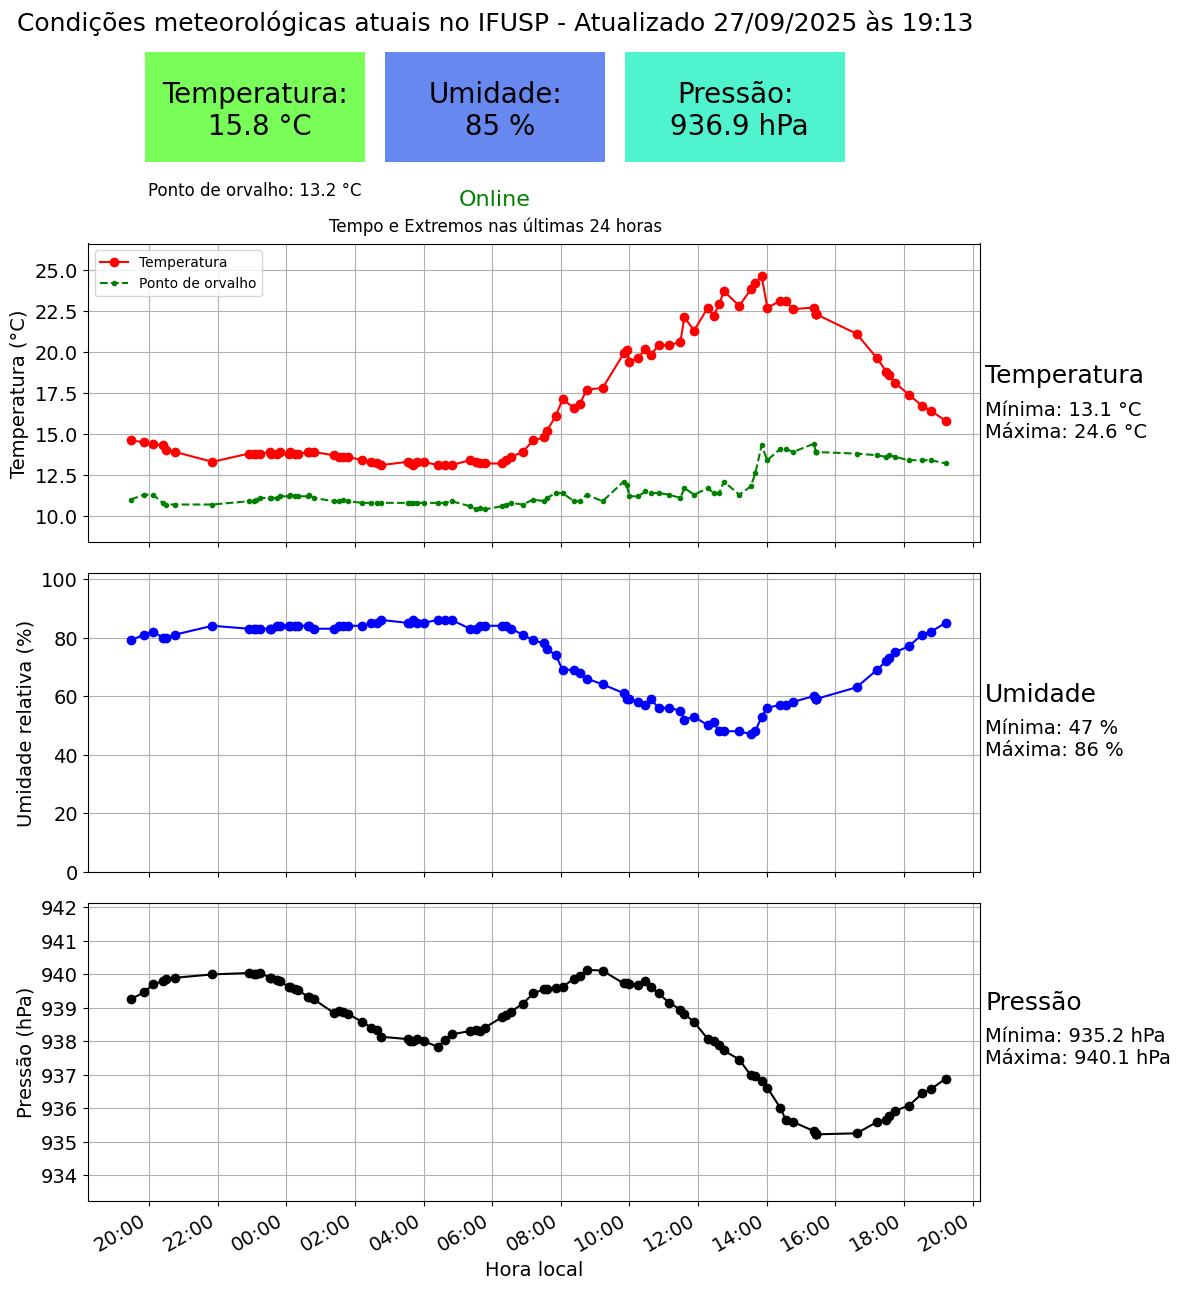 Condições meteorológicas atuais no IFUSP - Atualizado 27/09/2025 às 19:13
Temperatura:
15.8 °C
Umidade:
85 %
Pressão:
936.9 hPa
Ponto de orvalho: 13.2 °C
Online
Tempo e Extremos nas últimas 24 horas
Temperatura (°C)
25.0
22.5
20.0
17.5
15.0
12.5
10.0
Temperatura
Ponto de orvalho
Temperatura
Mínima: 13.1 °C
Máxima: 24.6 °C
Umidade relativa (%)
100
80
60
40
20
0
Umidade
Mínima: 47 %
Máxima: 86 %
Pressão (hPa)
942
941
940
939
938
937
936
935
934
Pressão
Mínima: 935.2 hPa
Máxima: 940.1 hPa
20:00 22:00 00:00 02:00 04:00 06:00 08:00 10:00 12:00 14:00 16:00 18:00 20:00
Hora local